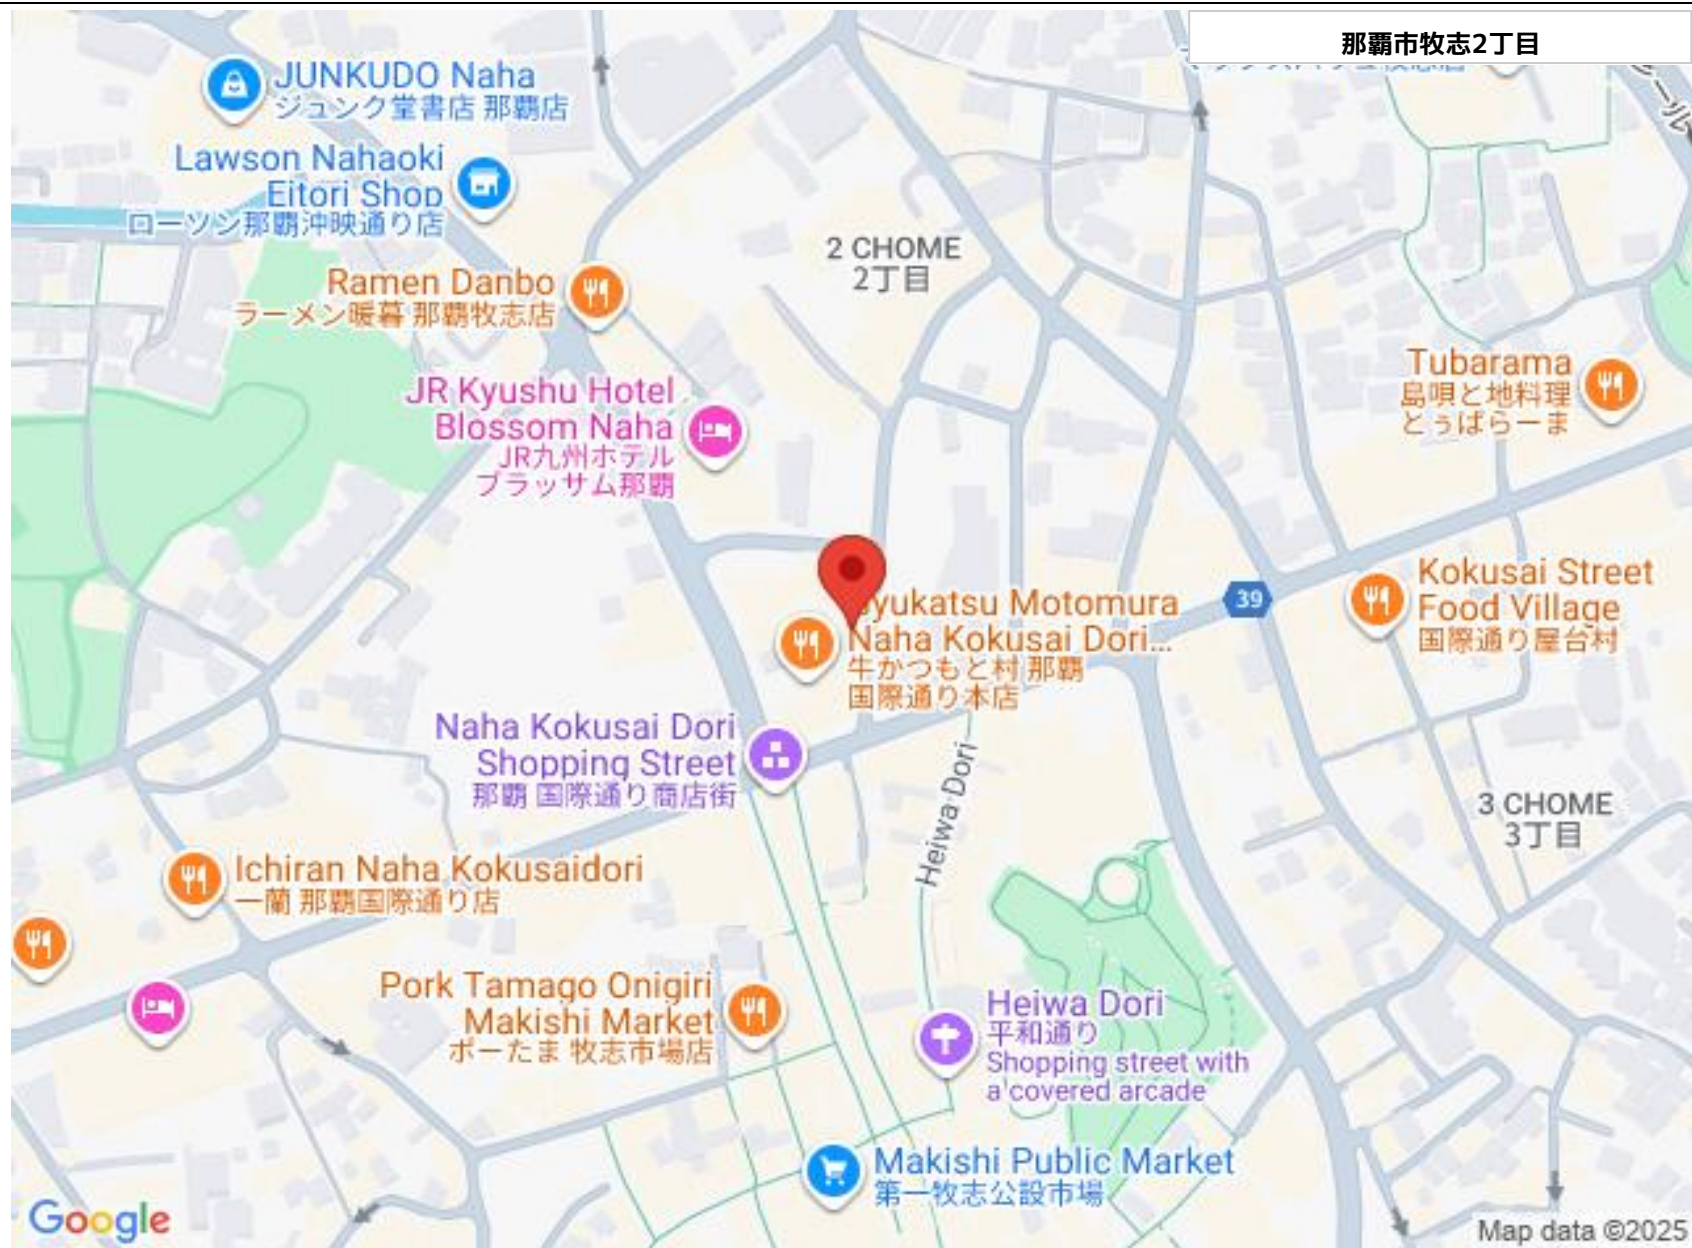 那覇市牧志2丁目
JUNKUDO Naha
ジュンク堂書店 那覇店
Lawson Nahaoki
Eitori Shop
ローソン那覇沖映通り店
2 CHOME
2丁目
Ramen Danbo
ラーメン暖暮 那覇牧志店
JR Kyushu Hotel
Blossom Naha
JR九州ホテル
ブラッサム那覇
Tubarama
島唄と地料理
とぅばらーま
39
Kokusai Street
Food Village
国際通り屋台村
Motomura
Naha Kokusai Dori...
牛かつもと村 那覇
国際通り本店
Naha Kokusai Dori
Shopping Street
那覇 国際通り商店街
Heiwa Dori
3 CHOME
3丁目
Ichiran Naha Kokusaidori
一蘭 那覇国際通り店
Pork Tamago Onigiri
Makishi Market
ポーたま 牧志市場店
Heiwa Dori
平和通り
Shopping street with
a covered arcade
Makishi Public Market
第一牧志公設市場
Google
Map data ©2025